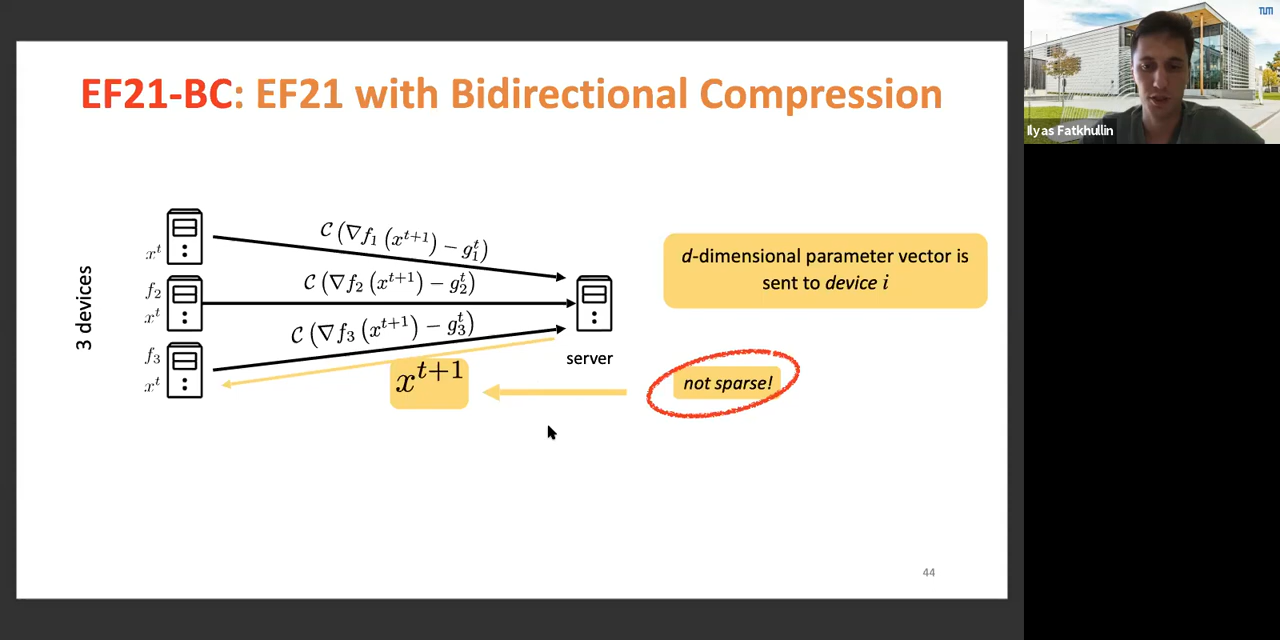 EF21-BC: EF21 with Bidirectional Compression
3 devices
x^t
f_2
x^t
f_3
x^t
C (∇f_1 (x^{t+1}) − g_1^t)
C (∇f_2 (x^{t+1}) − g_2^t)
C (∇f_3 (x^{t+1}) − g_3^t)
x^{t+1}
server
d-dimensional parameter vector is
sent to device i
not sparse!
44
TUM
Ilyas Fatkhullin